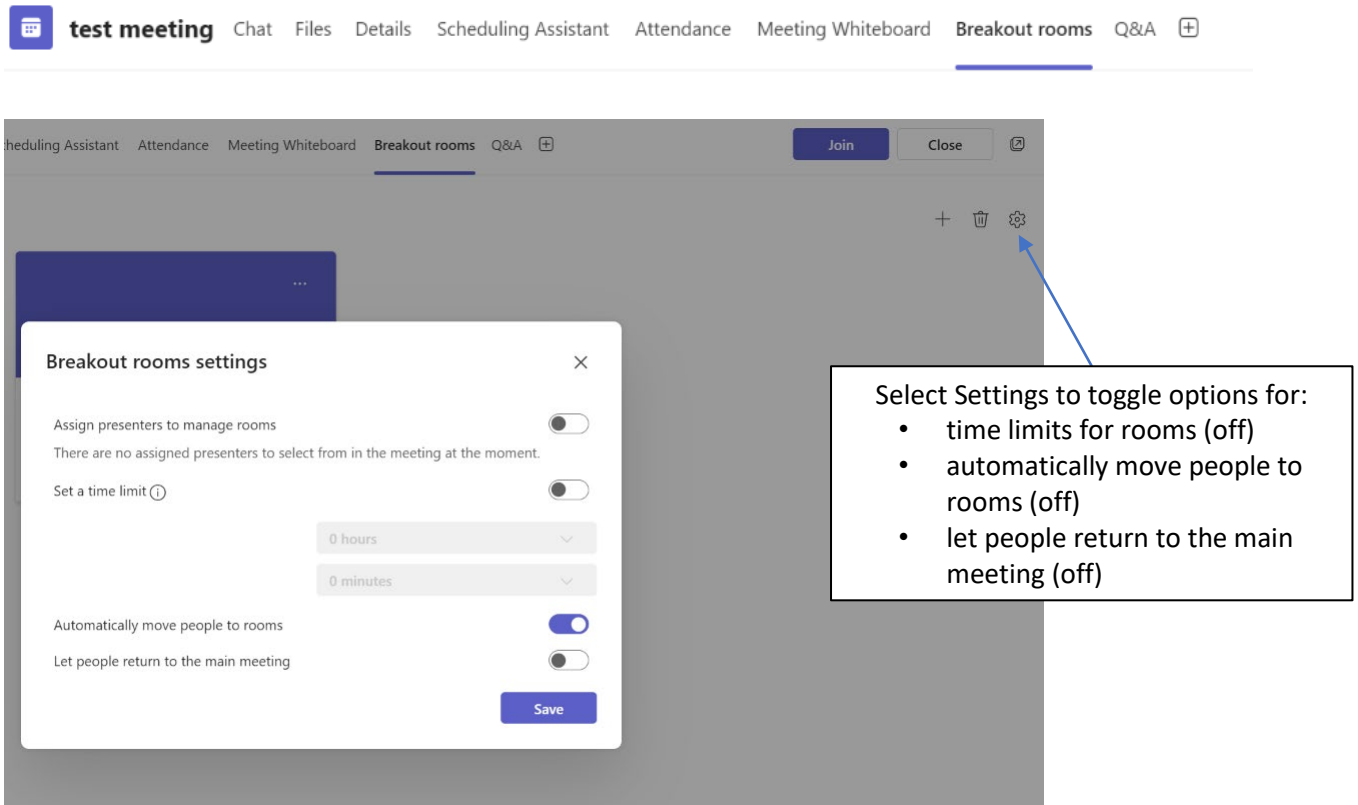 test meeting Chat Files Details Scheduling Assistant Attendance Meeting Whiteboard Breakout rooms Q&A
cheduling Assistant Attendance Meeting Whiteboard Breakout rooms Q&A Join Close
...
Breakout rooms settings
Assign presenters to manage rooms
There are no assigned presenters to select from in the meeting at the moment.
Set a time limit
0 hours
0 minutes
Automatically move people to rooms
Let people return to the main meeting
Save
Select Settings to toggle options for:
• time limits for rooms (off)
• automatically move people to
rooms (off)
• let people return to the main
meeting (off)